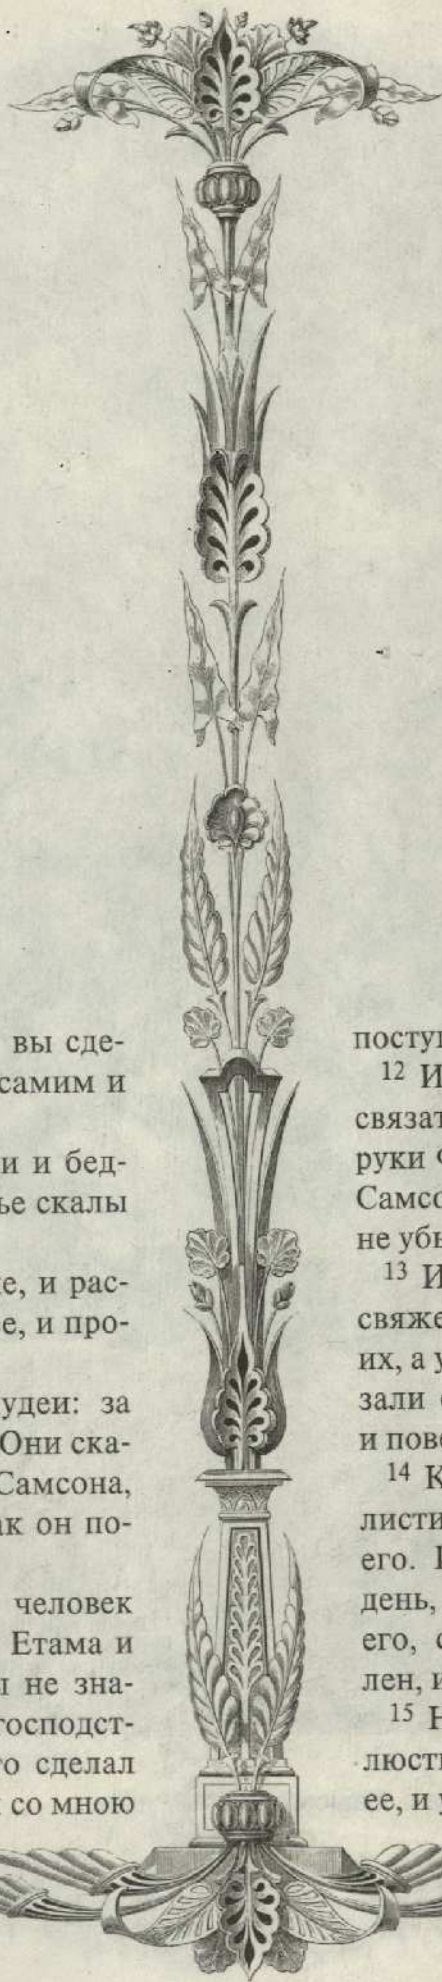 вы сде-
самим и
и и бед-
ье скалы
е, и рас-
е, и про-
удеи: за
Они ска-
Самсона,
ак он по-
человек
Етама и
не зна-
господст-
то сделал
со мною
посту
12 И
связат
руки
Самсо
не убь
13 И
свяже
их, а у
зали
и пове
14 К
листи
его.
день,
его,
лен, и
15 Н
люсти
ее, и у